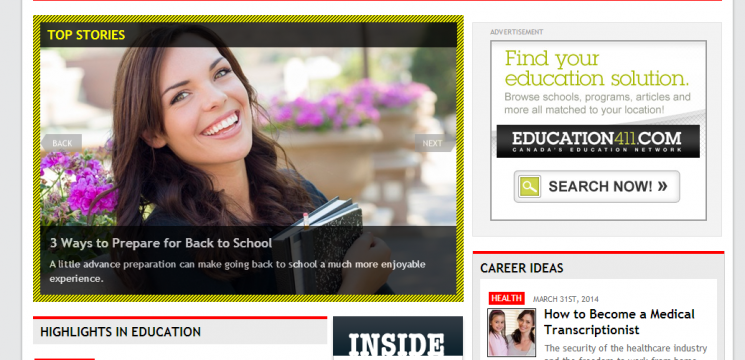 TOP STORIES
BACK
NEXT
3 Ways to Prepare for Back to School
A little advance preparation can make going back to school a much more enjoyable
experience.
HIGHLIGHTS IN EDUCATION
INSIDE
ADVERTISEMENT
Find your
education solution.
Browse schools, programs, articles and
more all matched to your location!
EDUCATION411.COM
CANADA'S EDUCATION NETWORK
SEARCH NOW! »
CAREER IDEAS
HEALTH MARCH 31ST, 2014
How to Become a Medical
Transcriptionist
The security of the healthcare industry
and the freedom to work from home